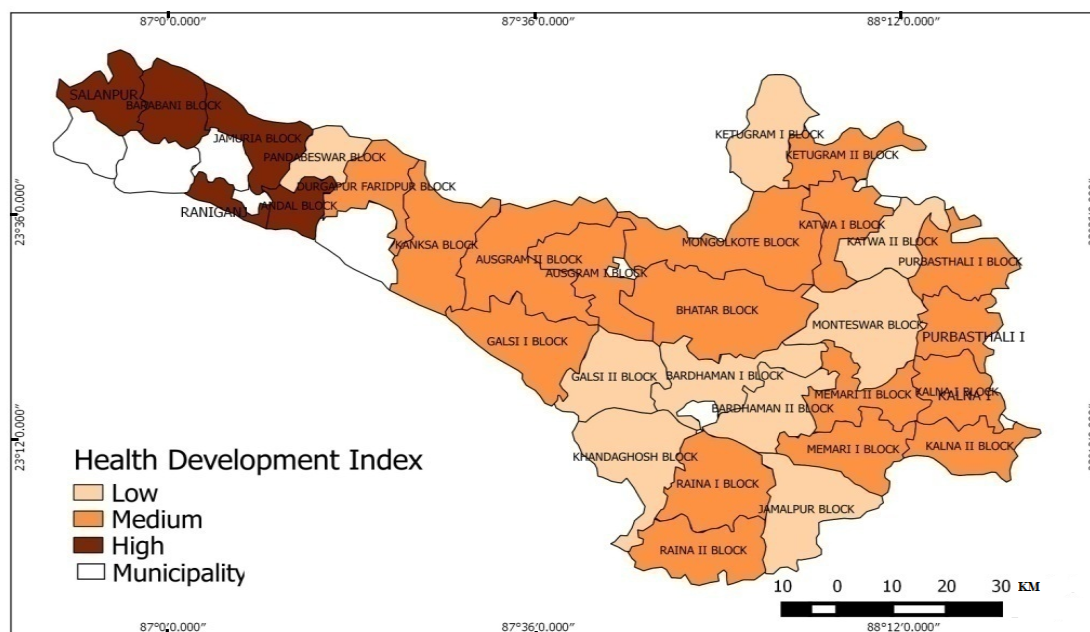 87°0′0.000″
87°36′0.000″
88°12′0.000″
SALANPUR
BARABANI BLOCK
JAMURIA BLOCK
KETUGRAM I BLOCK
PANDABESWAR BLOCK
KETUGRAM II BLOCK
DURGAPUR FARIDPUR BLOCK
RANIGANJ
ANDAL BLOCK
23°36′0.000″
KATWA I BLOCK
KANKSA BLOCK
MONGOLKOTE BLOCK
KATWA II BLOCK
AUSGRAM II BLOCK
PURBASTHALI I BLOCK
AUSGRAM I BLOCK
BHATAR BLOCK
MONTESWAR BLOCK
GALSI I BLOCK
PURBASTHALI I
GALSI II BLOCK
BARDHAMAN I BLOCK
KALNA I BLOCK
MEMARI II BLOCK
KALNA I
BARDHAMAN II BLOCK
23°12′0.000″
MEMARI I BLOCK
KALNA II BLOCK
KHANDAGHOSH BLOCK
RAINA I BLOCK
JAMALPUR BLOCK
RAINA II BLOCK
Health Development Index
Low
Medium
High
Municipality
10 0 10 20 30 KM
87°0′0.000″
87°36′0.000″
88°12′0.000″